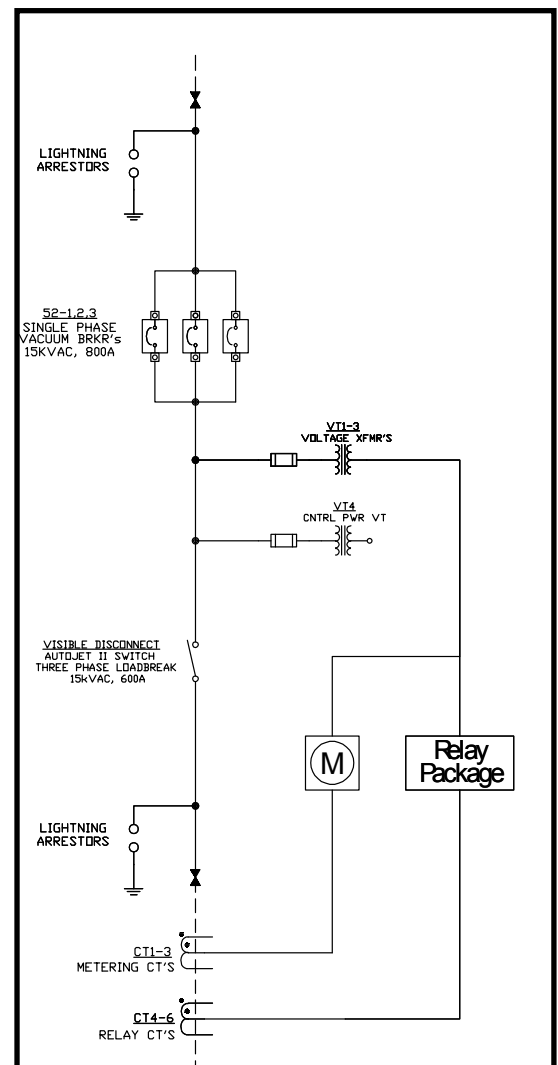 LIGHTNING
ARRESTORS
52-1,2,3
SINGLE PHASE
VACUUM BRKR's
15KVAC, 800A
VT1-3
VOLTAGE XFMR'S
VT4
CNTRL PWR VT
VISIBLE DISCONNECT
AUTOJET II SWITCH
THREE PHASE LOADBREAK
15kVAC, 600A
M
Relay
Package
LIGHTNING
ARRESTORS
CT1-3
METERING CT'S
CT4-6
RELAY CT'S